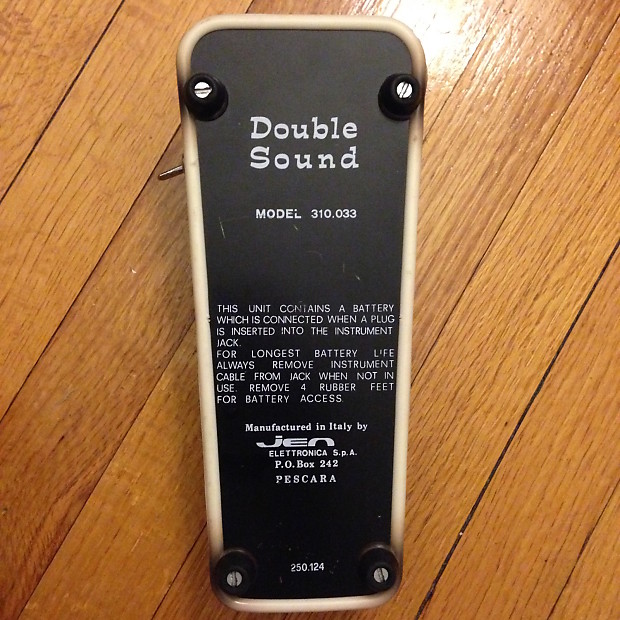 Double
Sound
MODEL 310.033
THIS UNIT CONTAINS A BATTERY
WHICH IS CONNECTED WHEN A PLUG
IS INSERTED INTO THE INSTRUMENT
JACK.
FOR LONGEST BATTERY LIFE
ALWAYS REMOVE INSTRUMENT
CABLE FROM JACK WHEN NOT IN
USE. REMOVE 4 RUBBER FEET
FOR BATTERY ACCESS.
Manufactured in Italy by
Jen
ELETTRONICA S.p.A.
P.O. Box 242
PESCARA
250.124